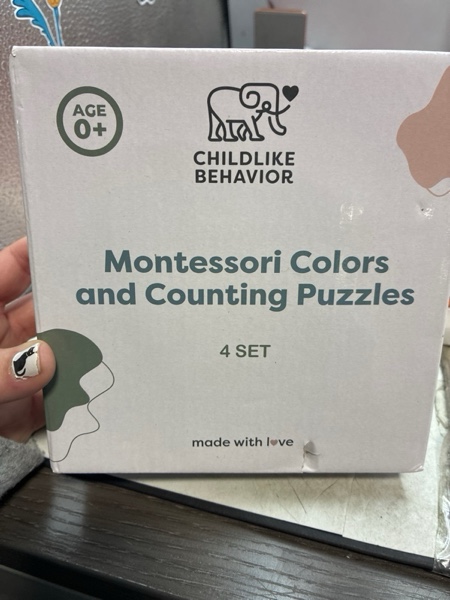 AGE
0+
CHILDLIKE
BEHAVIOR
Montessori Colors
and Counting Puzzles
4 SET
made with love